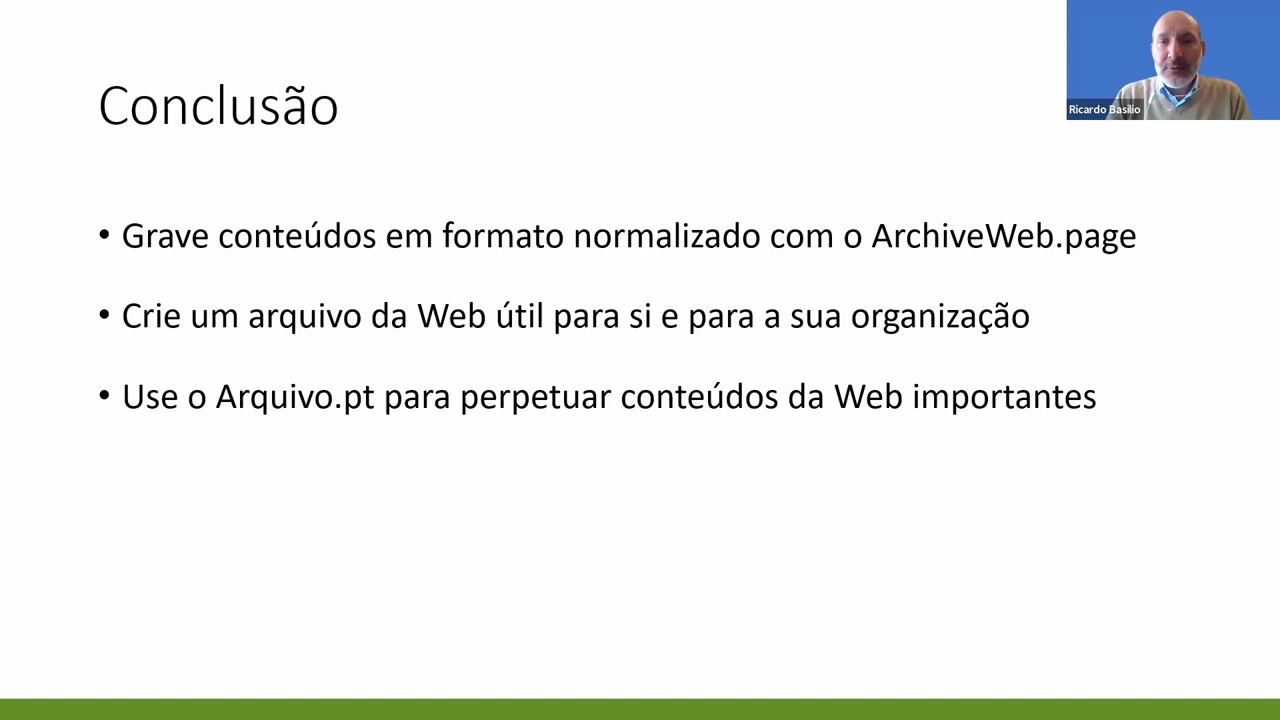 Conclusão
Ricardo Basílio
• Grave conteúdos em formato normalizado com o ArchiveWeb.page
• Crie um arquivo da Web útil para si e para a sua organização
• Use o Arquivo.pt para perpetuar conteúdos da Web importantes